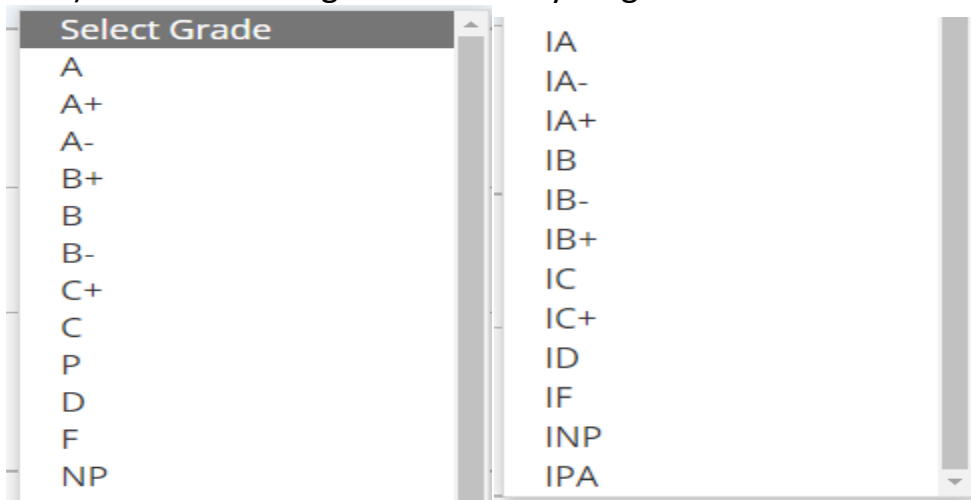 Select Grade
A
A+
A-
B+
B
B-
C+
C
P
D
F
NP
IA
IA-
IA+
IB
IB-
IB+
IC
IC+
ID
IF
INP
IPA